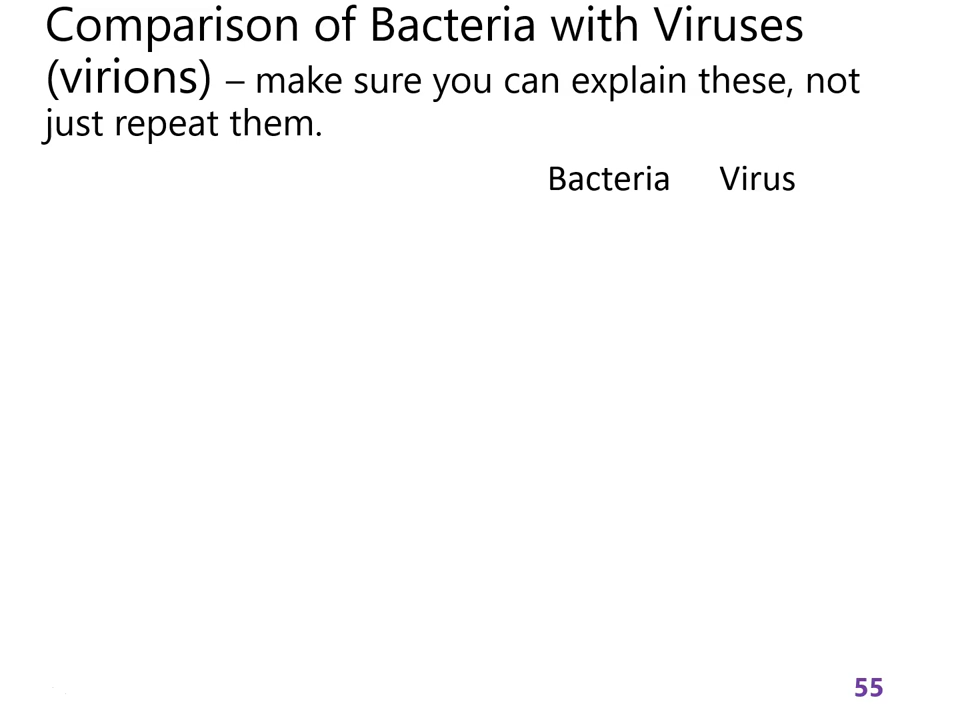 Comparison of Bacteria with Viruses
(virions) – make sure you can explain these, not
just repeat them.
Bacteria Virus
55